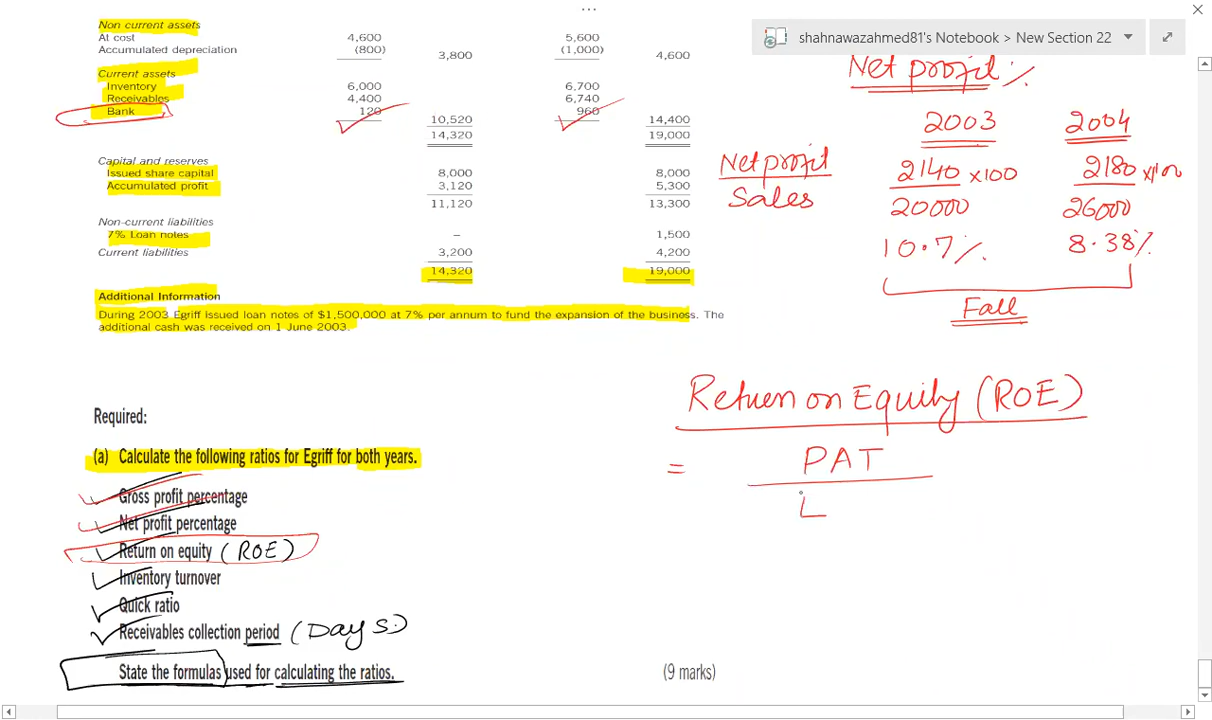 shahnawazahmed81's Notebook > New Section 22
Non current assets
At cost 4,600 5,600
Accumulated depreciation (800) 3,800 (1,000) 4,600
Current assets
Inventory 6,000 6,700
Receivables 4,400 6,740
Bank 120 960
10,520 14,400
14,320 19,000
Capital and reserves
Issued share capital 8,000 8,000
Accumulated profit 3,120 5,300
11,120 13,300
Non-current liabilities
7% Loan notes – 1,500
Current liabilities 3,200 4,200
14,320 19,000
Additional Information
During 2003 Egriff issued loan notes of $1,500,000 at 7% per annum to fund the expansion of the business. The
additional cash was received on 1 June 2003.
Net profit %
2003 2004
Net profit 2140 x100 2180 x100
Sales 20000 26000
10.7% 8.38%
Fall
Return on Equity (ROE)
= PAT
Required:
(a) Calculate the following ratios for Egriff for both years.
Gross profit percentage
Net profit percentage
Return on equity (ROE)
Inventory turnover
Quick ratio
Receivables collection period (Days)
State the formulas used for calculating the ratios.
(9 marks)